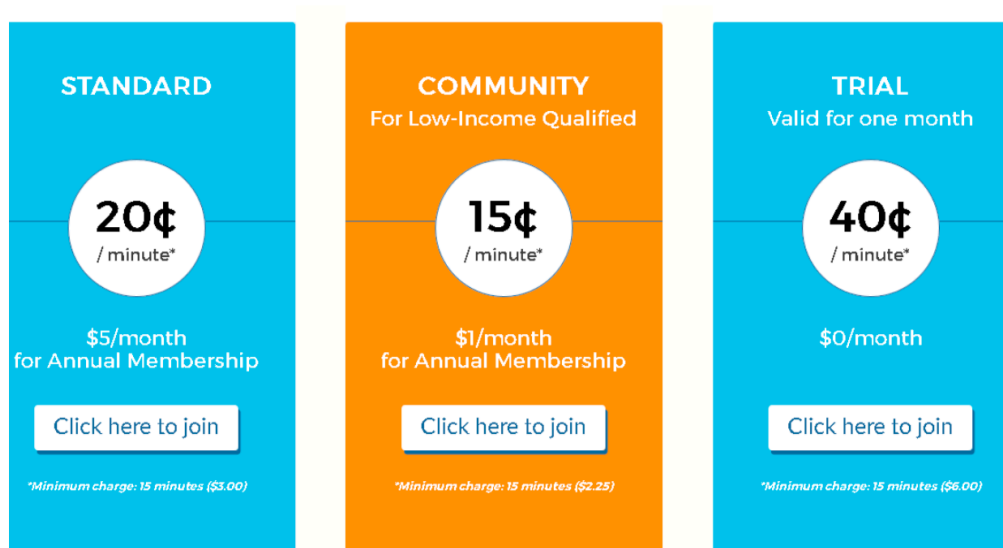 STANDARD
20¢
/ minute*
$5/month
for Annual Membership
Click here to join
*Minimum charge: 15 minutes ($3.00)
COMMUNITY
For Low-Income Qualified
15¢
/ minute*
$1/month
for Annual Membership
Click here to join
*Minimum charge: 15 minutes ($2.25)
TRIAL
Valid for one month
40¢
/ minute*
$0/month
Click here to join
*Minimum charge: 15 minutes ($6.00)